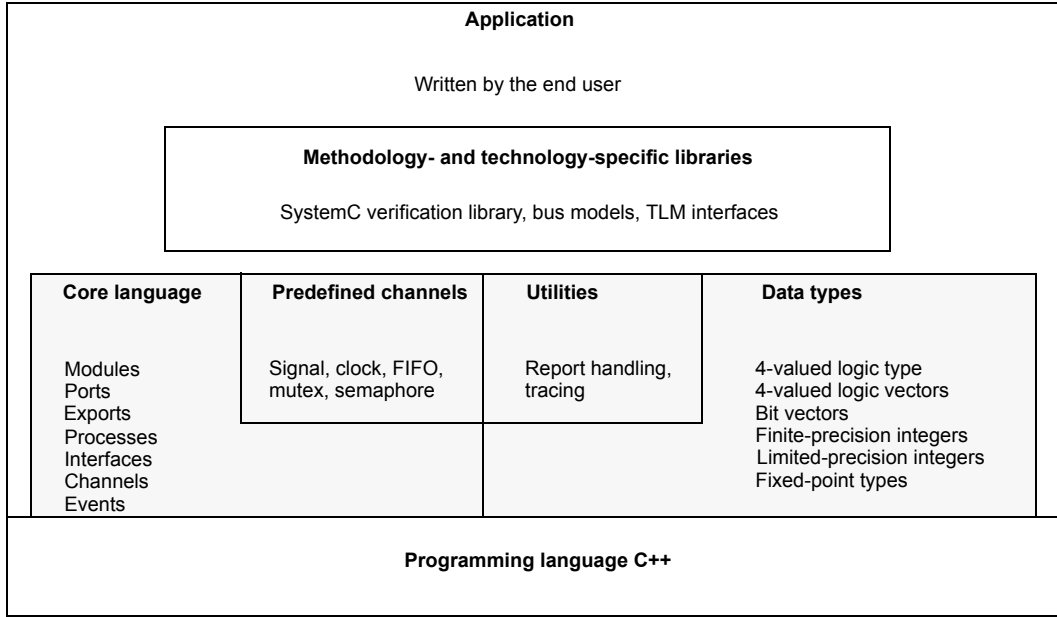 Application
Written by the end user
Methodology- and technology-specific libraries
SystemC verification library, bus models, TLM interfaces
Core language
Modules
Ports
Exports
Processes
Interfaces
Channels
Events
Predefined channels
Signal, clock, FIFO,
mutex, semaphore
Utilities
Report handling,
tracing
Data types
4-valued logic type
4-valued logic vectors
Bit vectors
Finite-precision integers
Limited-precision integers
Fixed-point types
Programming language C++